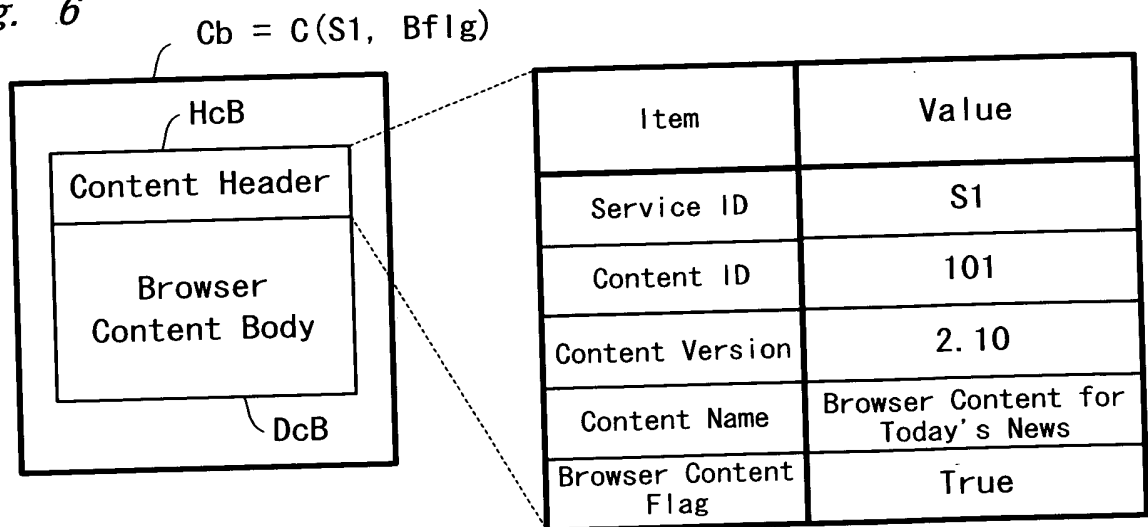 g. 6
Cb = C(S1, Bflg)
HcB
Content Header
Browser
Content Body
DcB
Item Value
Service ID S1
Content ID 101
Content Version 2.10
Content Name Browser Content for
Today's News
Browser Content
Flag True